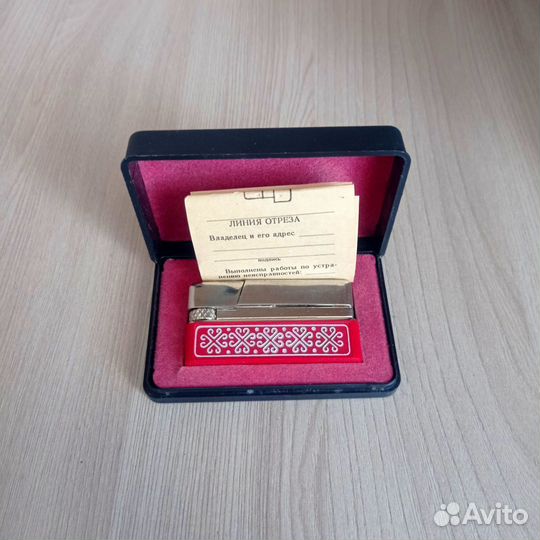 ЛИНИЯ ОТРЕЗА
Владелец и его адрес
подпись
Выполнены работы по устра-
нению неисправностей:
Avito